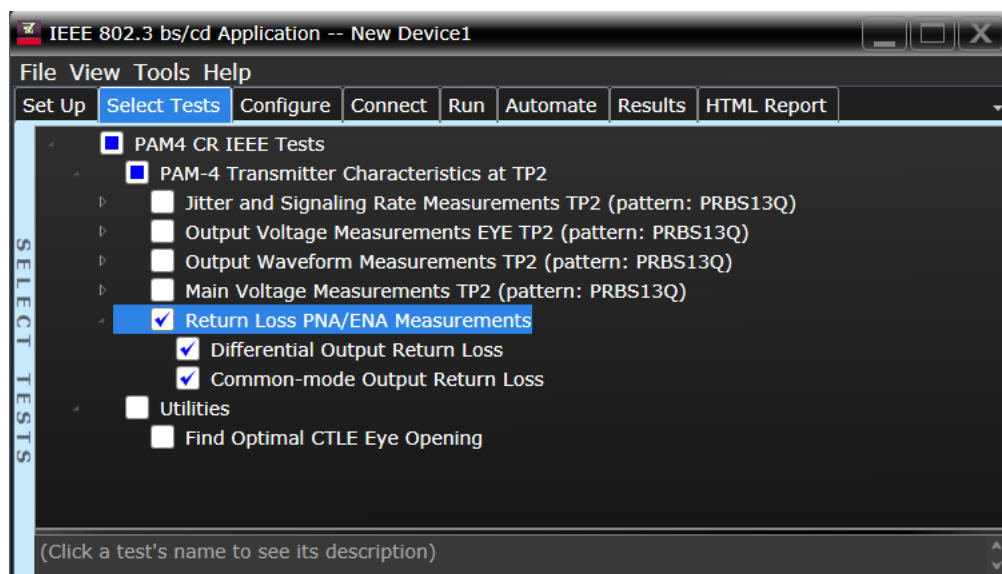 IEEE 802.3 bs/cd Application -- New Device1
File View Tools Help
Set Up Select Tests Configure Connect Run Automate Results HTML Report
PAM4 CR IEEE Tests
PAM-4 Transmitter Characteristics at TP2
Jitter and Signaling Rate Measurements TP2 (pattern: PRBS13Q)
Output Voltage Measurements EYE TP2 (pattern: PRBS13Q)
Output Waveform Measurements TP2 (pattern: PRBS13Q)
Main Voltage Measurements TP2 (pattern: PRBS13Q)
Return Loss PNA/ENA Measurements
Differential Output Return Loss
Common-mode Output Return Loss
Utilities
Find Optimal CTLE Eye Opening
SELECT TESTS
(Click a test's name to see its description)